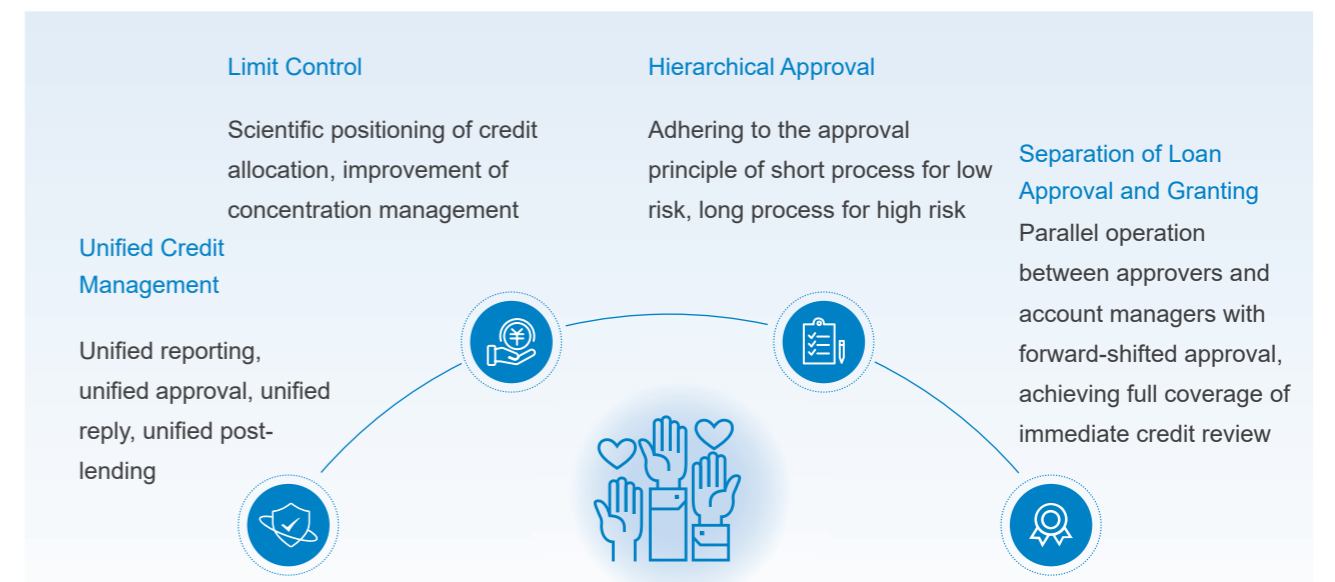 Limit Control
Scientific positioning of credit
allocation, improvement of
concentration management
Hierarchical Approval
Adhering to the approval
principle of short process for low
risk, long process for high risk
Separation of Loan
Approval and Granting
Parallel operation
between approvers and
account managers with
forward-shifted approval,
achieving full coverage of
immediate credit review
Unified Credit
Management
Unified reporting,
unified approval, unified
reply, unified post-
lending
¥